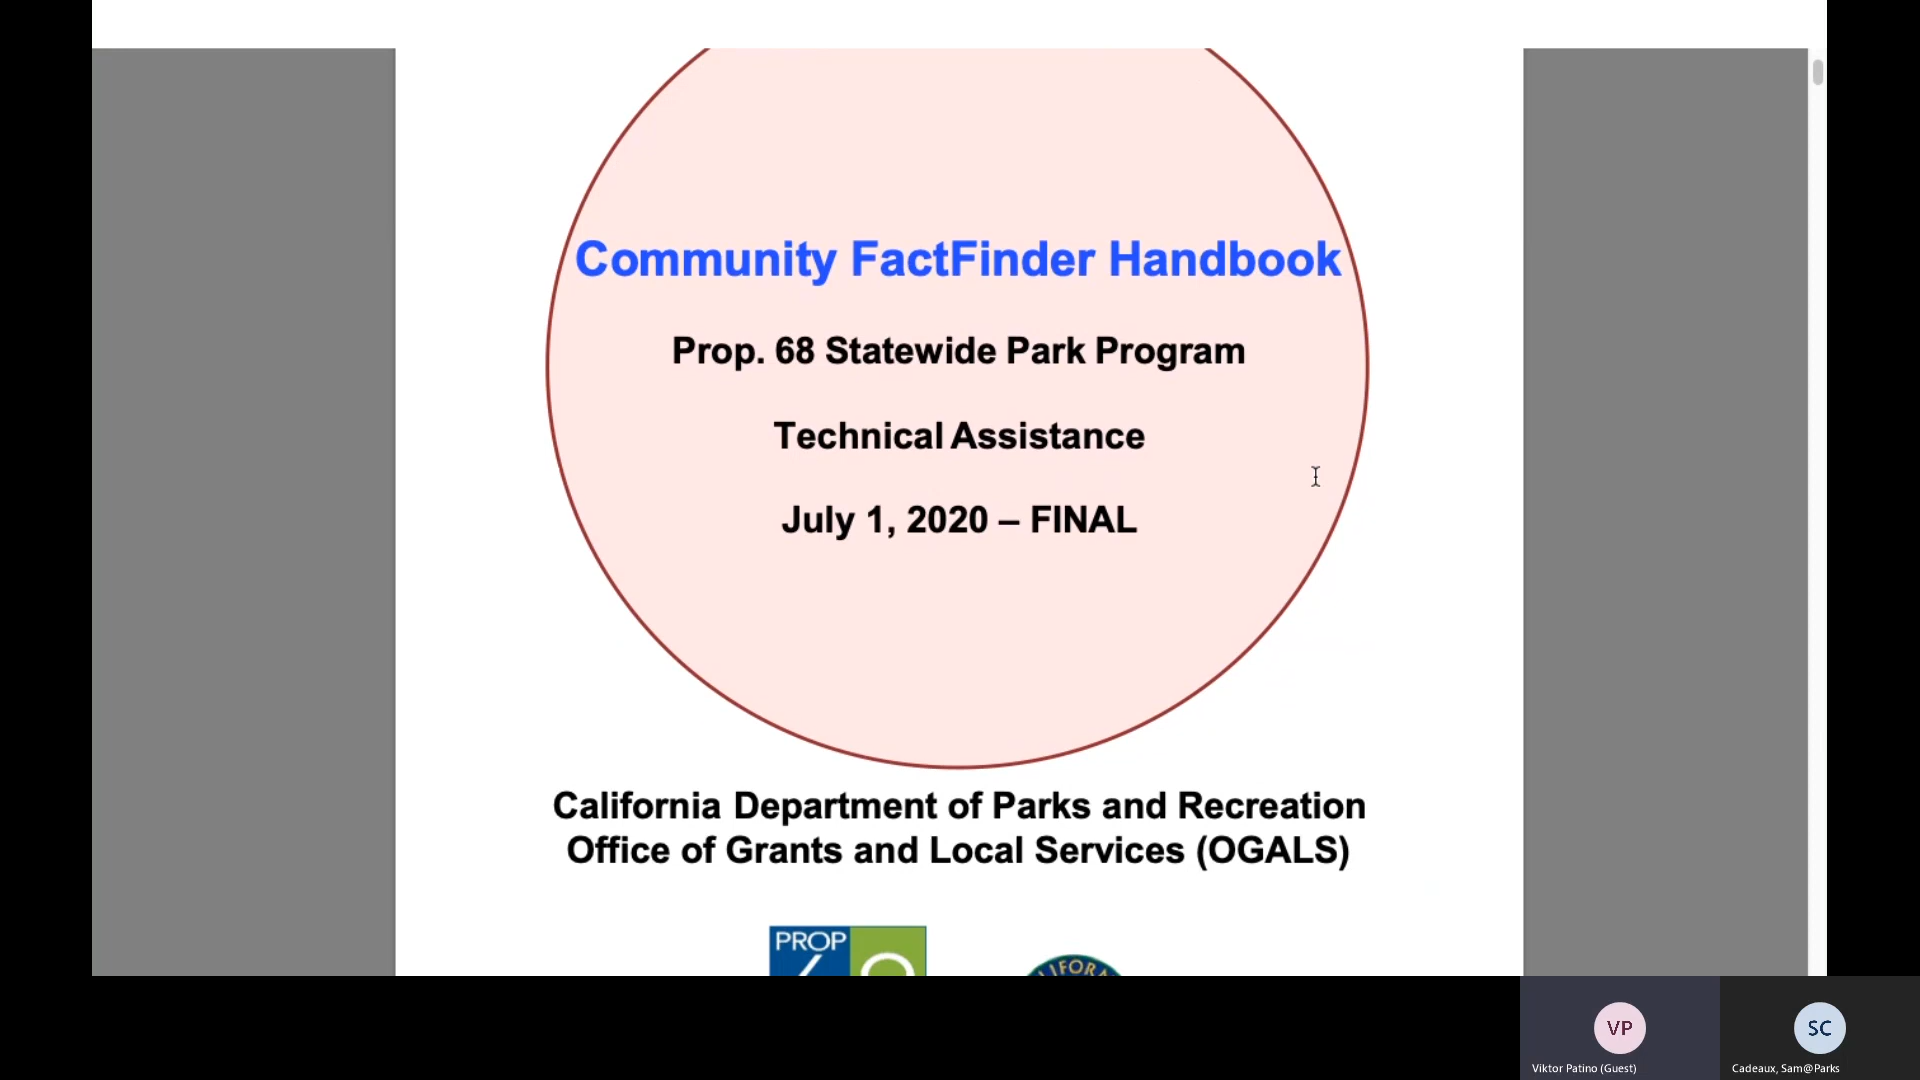 Community FactFinder Handbook
Prop. 68 Statewide Park Program
Technical Assistance
July 1, 2020 – FINAL
California Department of Parks and Recreation
Office of Grants and Local Services (OGALS)
PROP
VP
SC
Viktor Patino (Guest)
Cadeaux, Sam@Parks